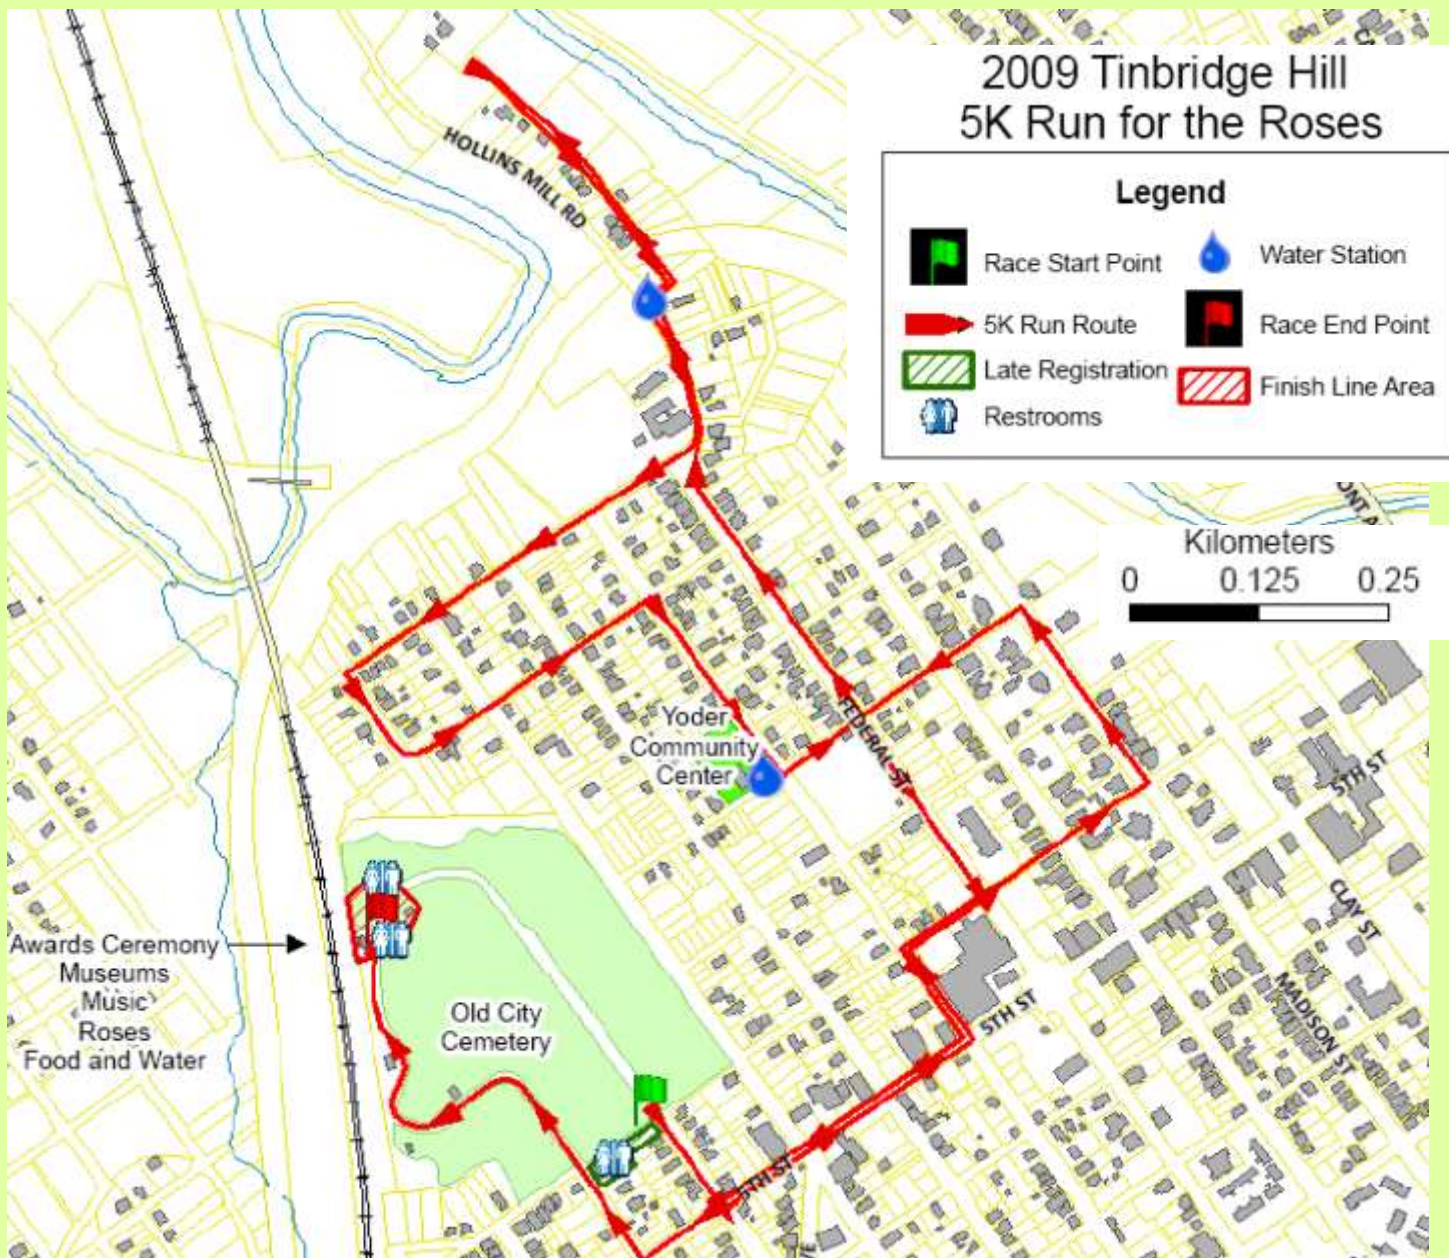 2009 Tinbridge Hill
5K Run for the Roses
Legend
Race Start Point
Water Station
5K Run Route
Race End Point
Late Registration
Finish Line Area
Restrooms
Kilometers
0 0.125 0.25
HOLLINS MILL RD
FEDERAL ST
Yoder
Community
Center
5TH ST
CLAY ST
MADISON ST
5TH ST
5TH ST
Awards Ceremony
Museums
Music
Roses
Food and Water
Old City
Cemetery